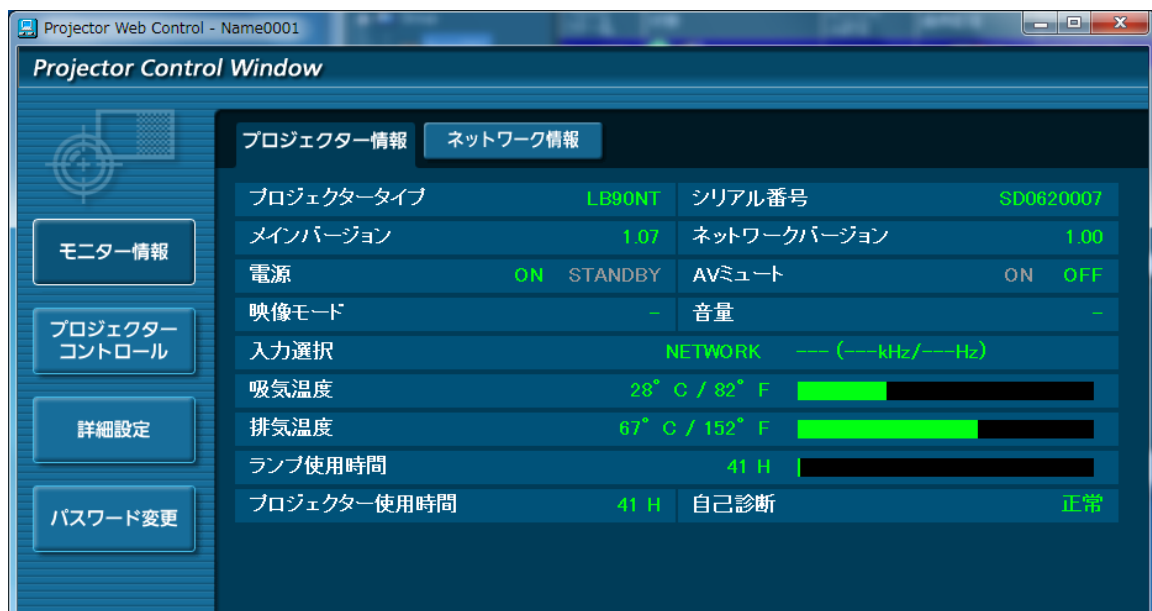 Projector Web Control - Name0001
Projector Control Window
プロジェクター情報 ネットワーク情報
プロジェクタータイプ LB90NT シリアル番号 SD0620007
モニター情報
メインバージョン 1.07 ネットワークバージョン 1.00
電源 ON STANDBY AVミュート ON OFF
映像モード - 音量 -
プロジェクター
コントロール
入力選択 NETWORK --- (---kHz/---Hz)
吸気温度 28° C / 82° F
詳細設定
排気温度 67° C / 152° F
ランプ使用時間 41 H
パスワード変更
プロジェクター使用時間 41 H 自己診断 正常